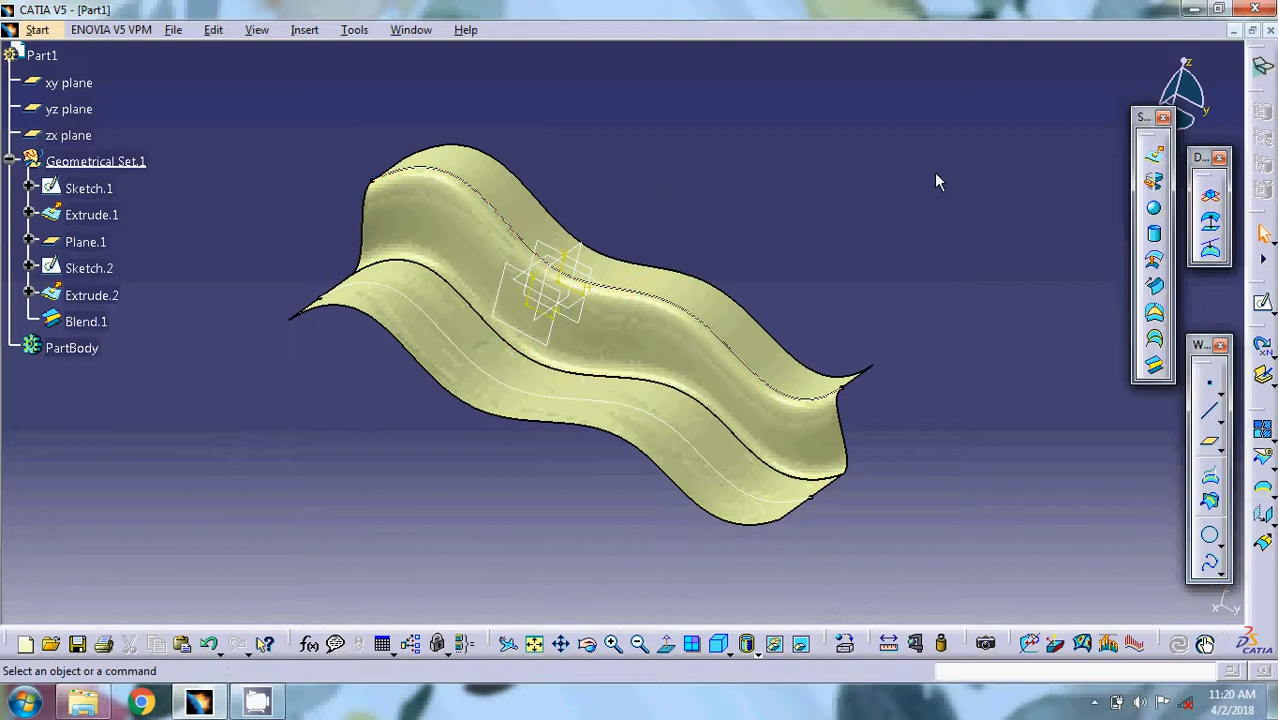 CATIA V5 - [Part1]
Start ENOVIA V5 VPM File Edit View Insert Tools Window Help
Part1
xy plane
yz plane
zx plane
Geometrical Set.1
Sketch.1
Extrude.1
Plane.1
Sketch.2
Extrude.2
Blend.1
PartBody
z
y
S...
D...
W...
x
y
f(x)
CATIA
Select an object or a command
11:20 AM
4/2/2018